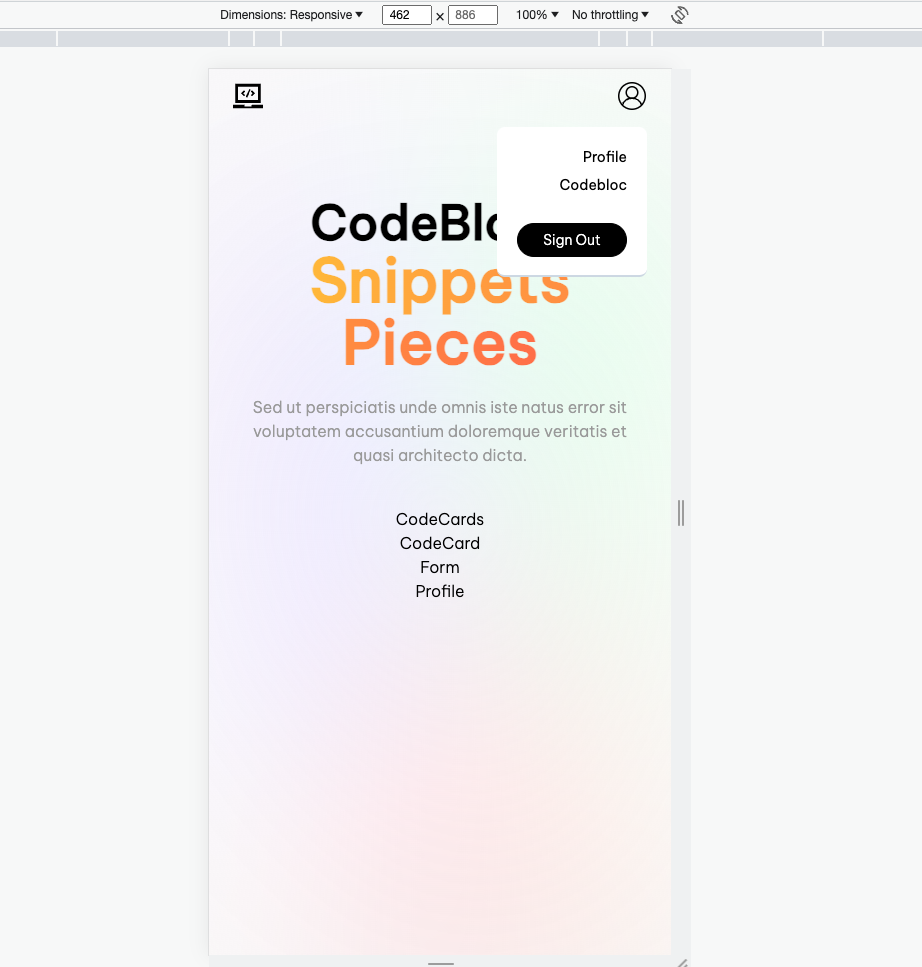 Dimensions: Responsive ▼ 462 × 886 100% ▼ No throttling ▼
</>
Profile
Codebloc
Sign Out
CodeBlo
Snippets
Pieces
Sed ut perspiciatis unde omnis iste natus error sit
voluptatem accusantium doloremque veritatis et
quasi architecto dicta.
CodeCards
CodeCard
Form
Profile